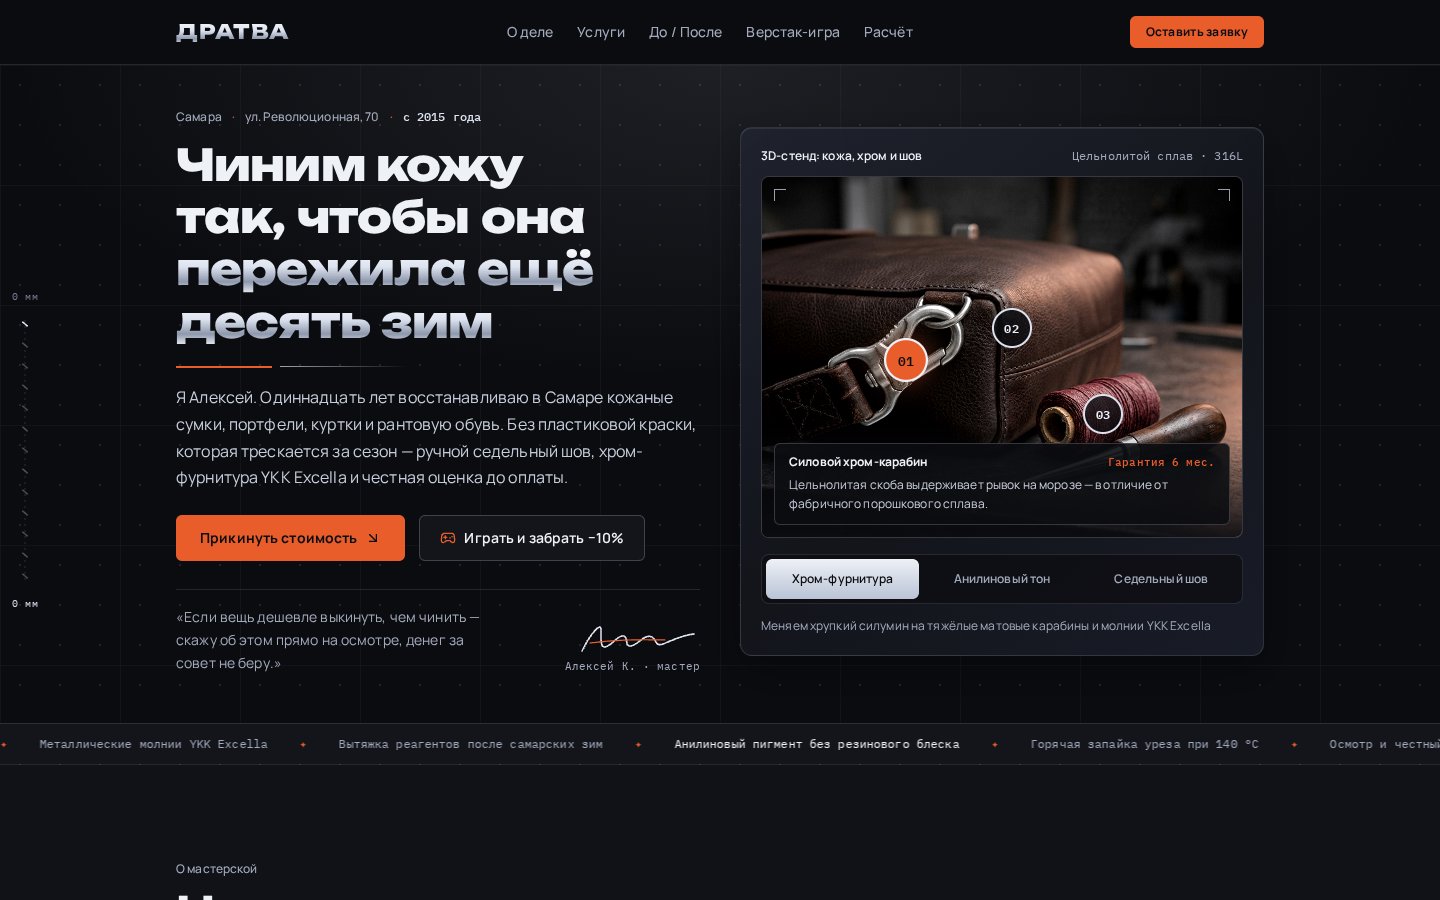 ДРАТВА
О деле
Услуги
До / После
Верстак-игра
Расчёт
Оставить заявку
Самара · ул. Революционная, 70 · с 2015 года
Чиним кожу
так, чтобы она
пережила ещё
десять зим
Я Алексей. Одиннадцать лет восстанавливаю в Самаре кожаные
сумки, портфели, куртки и рантовую обувь. Без пластиковой краски,
которая трескается за сезон — ручной седельный шов, хром-
фурнитура YKK Excella и честная оценка до оплаты.
Прикинуть стоимость
Играть и забрать −10%
«Если вещь дешевле выкинуть, чем чинить —
скажу об этом прямо на осмотре, денег за
совет не беру.»
Алексей К. · мастер
0 мм
0 мм
3D-стенд: кожа, хром и шов
Цельнолитой сплав · 316L
01
02
03
Силовой хром-карабин
Гарантия 6 мес.
Цельнолитая скоба выдерживает рывок на морозе — в отличие от
фабричного порошкового сплава.
Хром-фурнитура
Анилиновый тон
Седельный шов
Меняем хрупкий силумин на тяжёлые матовые карабины и молнии YKK Excella
Металлические молнии YKK Excella
Вытяжка реагентов после самарских зим
Анилиновый пигмент без резинового блеска
Горячая запайка уреза при 140 °C
Осмотр и честный
О мастерской